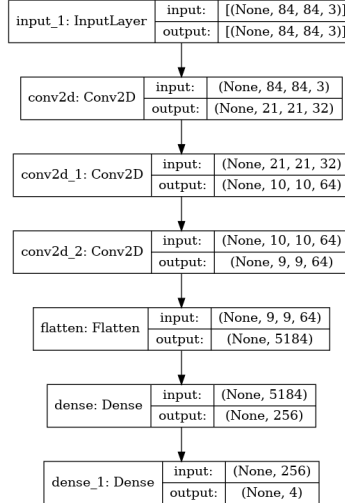 input_1: InputLayer
input: [(None, 84, 84, 3)]
output: [(None, 84, 84, 3)]
conv2d: Conv2D
input: (None, 84, 84, 3)
output: (None, 21, 21, 32)
conv2d_1: Conv2D
input: (None, 21, 21, 32)
output: (None, 10, 10, 64)
conv2d_2: Conv2D
input: (None, 10, 10, 64)
output: (None, 9, 9, 64)
flatten: Flatten
input: (None, 9, 9, 64)
output: (None, 5184)
dense: Dense
input: (None, 5184)
output: (None, 256)
dense_1: Dense
input: (None, 256)
output: (None, 4)